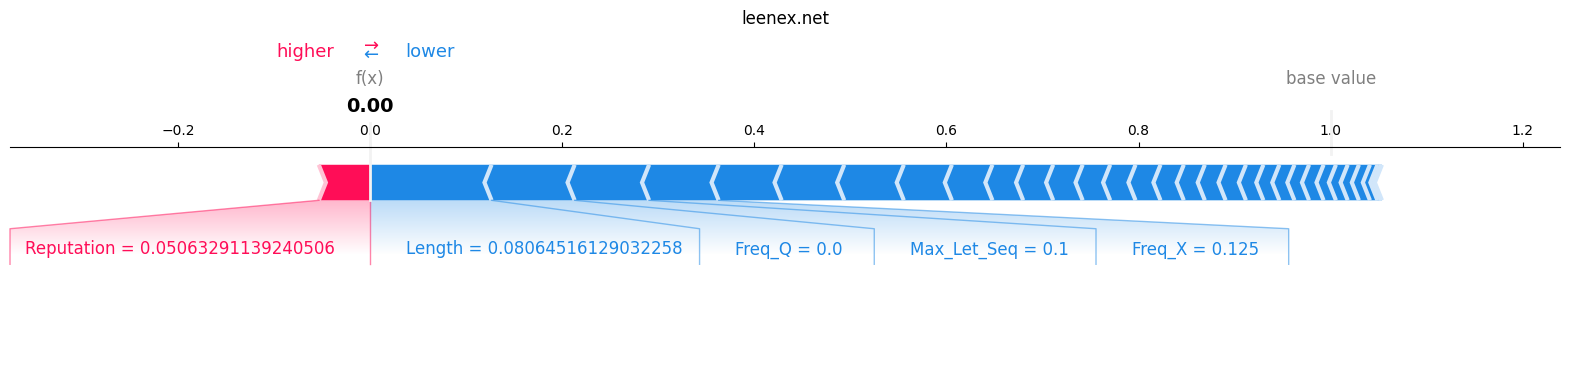 leenex.net
higher → lower
←
f(x)
base value
0.00
−0.2 0.0 0.2 0.4 0.6 0.8 1.0 1.2
Reputation = 0.05063291139240506
Length = 0.08064516129032258
Freq_Q = 0.0
Max_Let_Seq = 0.1
Freq_X = 0.125